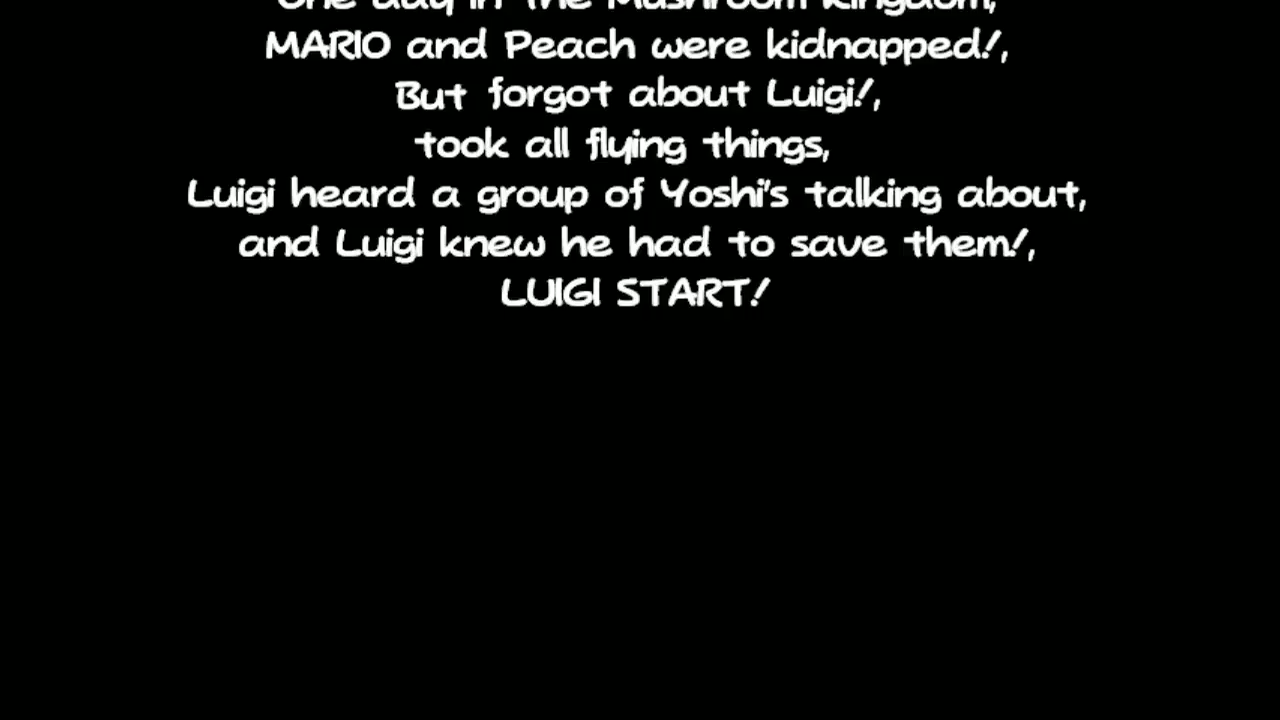 One day in the Mushroom Kingdom,
MARIO and Peach were kidnapped!,
But forgot about Luigi!,
took all flying things,
Luigi heard a group of Yoshi's talking about,
and Luigi knew he had to save them!,
LUIGI START!